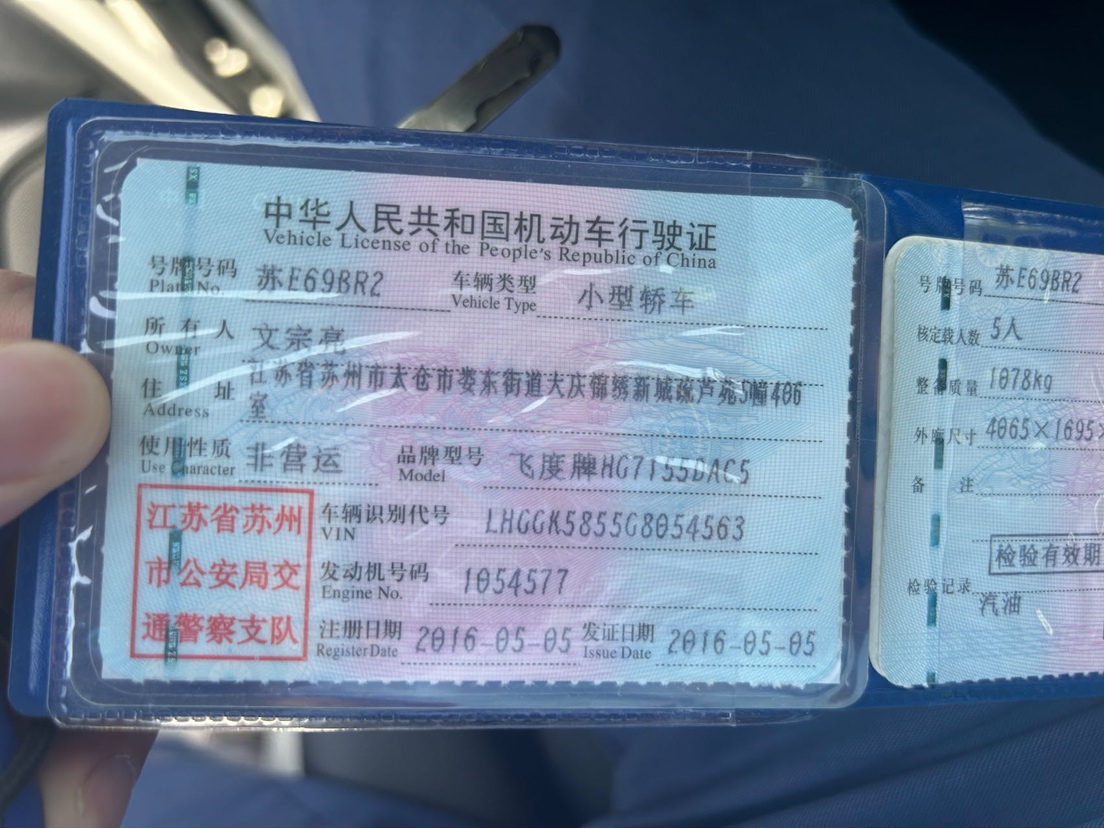 中华人民共和国机动车行驶证
Vehicle License of the People's Republic of China
号牌号码 苏E69BR2 车辆类型 小型轿车
Plate No. Vehicle Type
所有人 文宗亮
Owner
住址 江苏省苏州市太仓市娄东街道大庆锦绣新城疏芦苑5幢406
室
Address
使用性质 非营运 品牌型号 飞度牌HG7155DAC5
Use Character Model
江苏省苏州
市公安局交
通警察支队
车辆识别代号 LHGGK5855G8054563
VIN
发动机号码 1054577
Engine No.
注册日期 2016-05-05 发证日期 2016-05-05
Register Date Issue Date
号牌号码 苏E69BR2
核定载人数 5人
整备质量 1078kg
外廓尺寸 4065×1695×
备注
检验有效期
检验记录
汽油